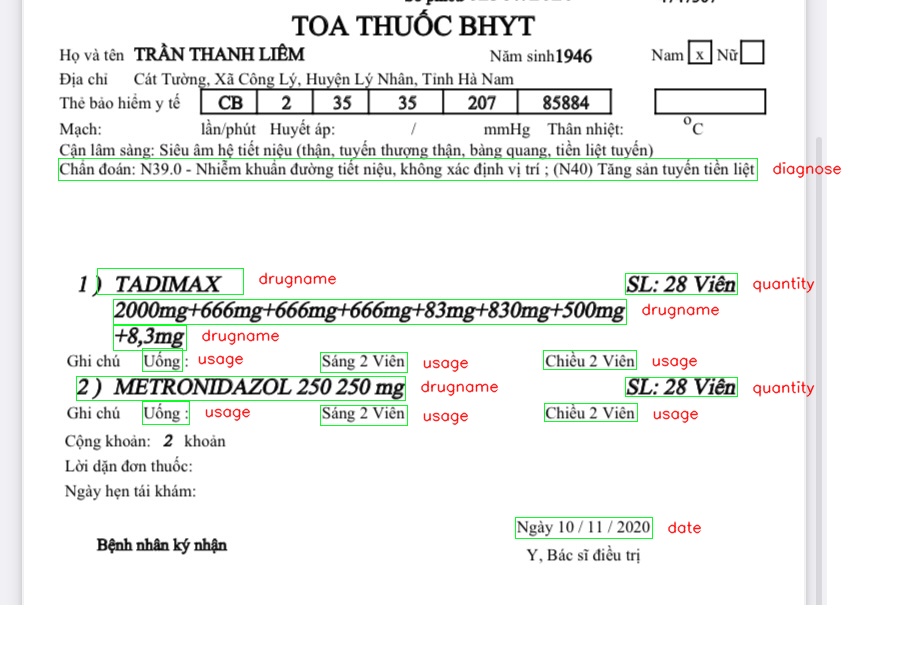 TOA THUỐC BHYT
Họ và tên TRẦN THANH LIÊM Năm sinh1946 Nam x Nữ
Địa chỉ Cát Tường, Xã Công Lý, Huyện Lý Nhân, Tỉnh Hà Nam
Thẻ bảo hiểm y tế CB 2 35 35 207 85884
Mạch: lần/phút Huyết áp: / mmHg Thân nhiệt: °C
Cận lâm sàng: Siêu âm hệ tiết niệu (thận, tuyến thượng thận, bàng quang, tiền liệt tuyến)
Chẩn đoán: N39.0 - Nhiễm khuẩn đường tiết niệu, không xác định vị trí ; (N40) Tăng sản tuyến tiền liệt diagnose
1 ) TADIMAX drugname SL: 28 Viên quantity
2000mg+666mg+666mg+666mg+83mg+830mg+500mg drugname
+8,3mg drugname
Ghi chú Uống : usage Sáng 2 Viên usage Chiều 2 Viên usage
2 ) METRONIDAZOL 250 250 mg drugname SL: 28 Viên quantity
Ghi chú Uống : usage Sáng 2 Viên usage Chiều 2 Viên usage
Cộng khoản: 2 khoản
Lời dặn đơn thuốc:
Ngày hẹn tái khám:
Ngày 10 / 11 / 2020 date
Bệnh nhân ký nhận
Y, Bác sĩ điều trị